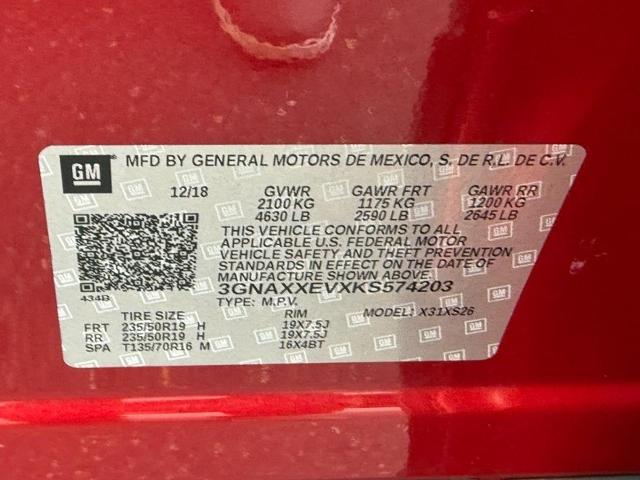 GM MFD BY GENERAL MOTORS DE MEXICO, S. DE R.L. DE C.V.
12/18 GVWR GAWR FRT GAWR RR
2100 KG 1175 KG 1200 KG
4630 LB 2590 LB 2645 LB
THIS VEHICLE CONFORMS TO ALL
APPLICABLE U.S. FEDERAL MOTOR
VEHICLE SAFETY AND THEFT PREVENTION
STANDARDS IN EFFECT ON THE DATE OF
MANUFACTURE SHOWN ABOVE.
434B 3GNAXXEVXKS574203
TYPE: M.P.V. MODEL: X31XS26
TIRE SIZE RIM
FRT 235/50R19 H 19X7.5J
RR 235/50R19 H 19X7.5J
SPA T135/70R16 M 16X4BT